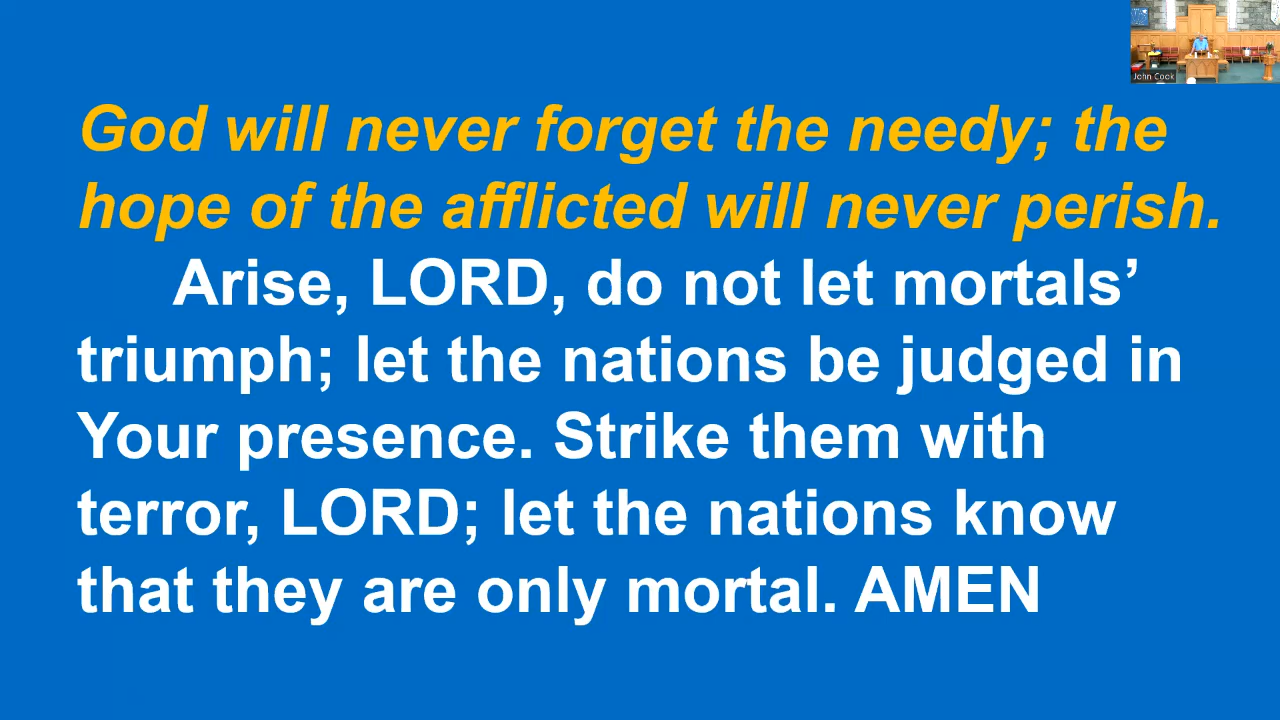 John Cook
God will never forget the needy; the
hope of the afflicted will never perish.
Arise, LORD, do not let mortals’
triumph; let the nations be judged in
Your presence. Strike them with
terror, LORD; let the nations know
that they are only mortal. AMEN